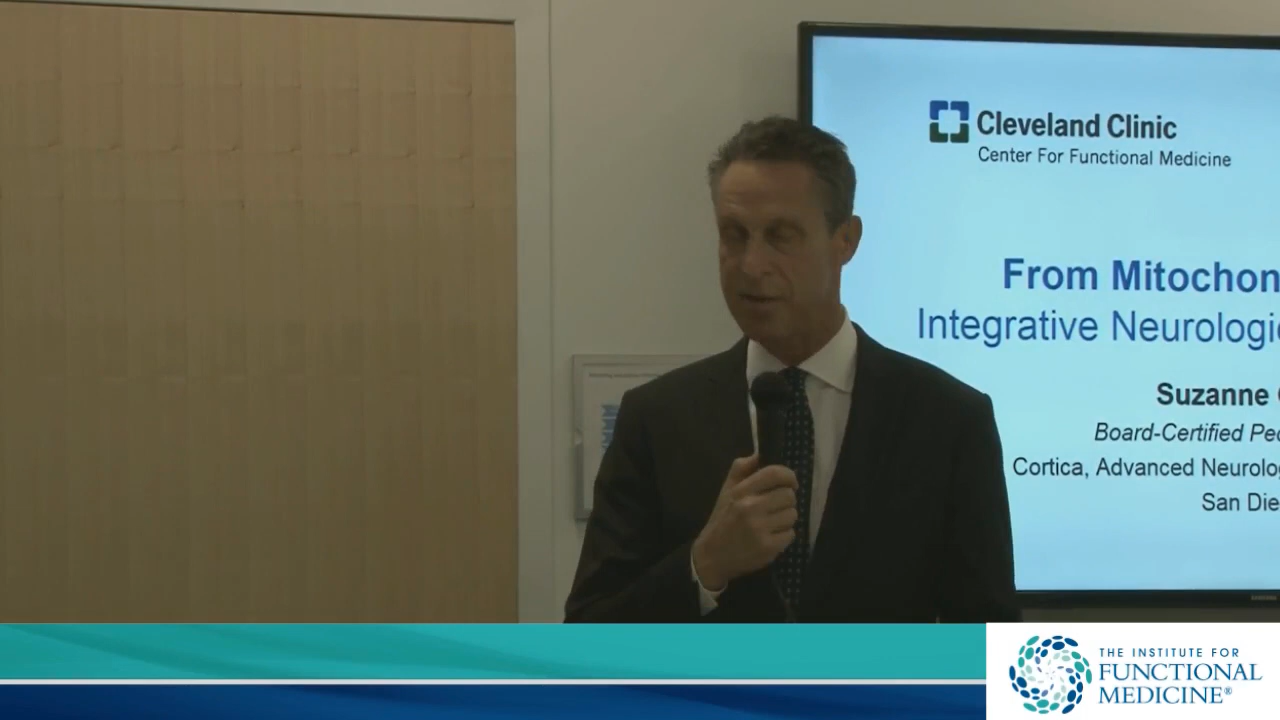 Cleveland Clinic
Center For Functional Medicine
From Mitochon
Integrative Neurologi
Suzanne
Board-Certified Pe
Cortica, Advanced Neurolo
San Die
THE INSTITUTE FOR
FUNCTIONAL
MEDICINE®